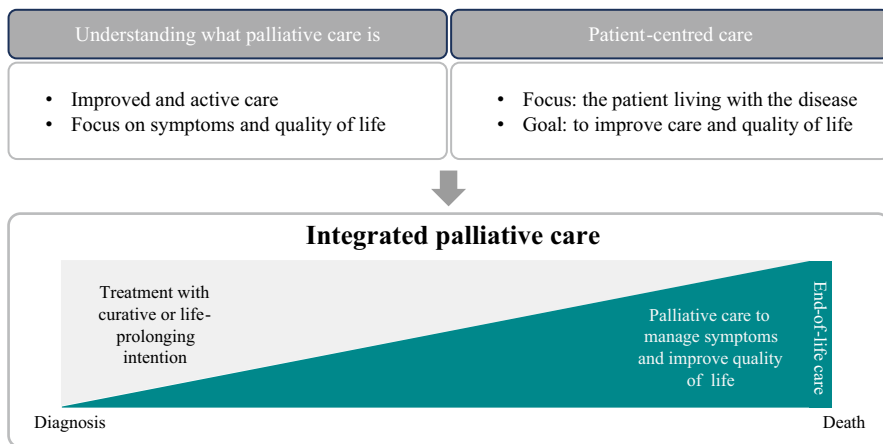 Understanding what palliative care is
Patient-centred care
• Improved and active care
• Focus on symptoms and quality of life
• Focus: the patient living with the disease
• Goal: to improve care and quality of life
Integrated palliative care
Treatment with
curative or life-
prolonging
intention
Palliative care to
manage symptoms
and improve quality
of life
End-of-life care
Diagnosis
Death